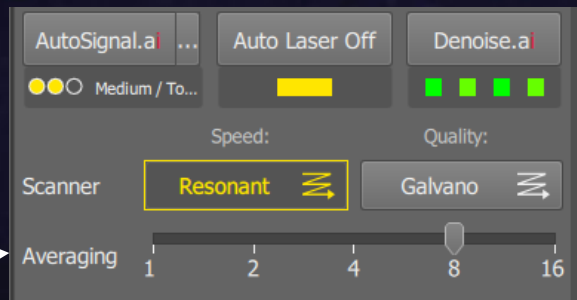 AutoSignal.ai ... Auto Laser Off Denoise.ai
Medium / To...
Speed: Quality:
Scanner Resonant Galvano
Averaging
1 2 4 8 16